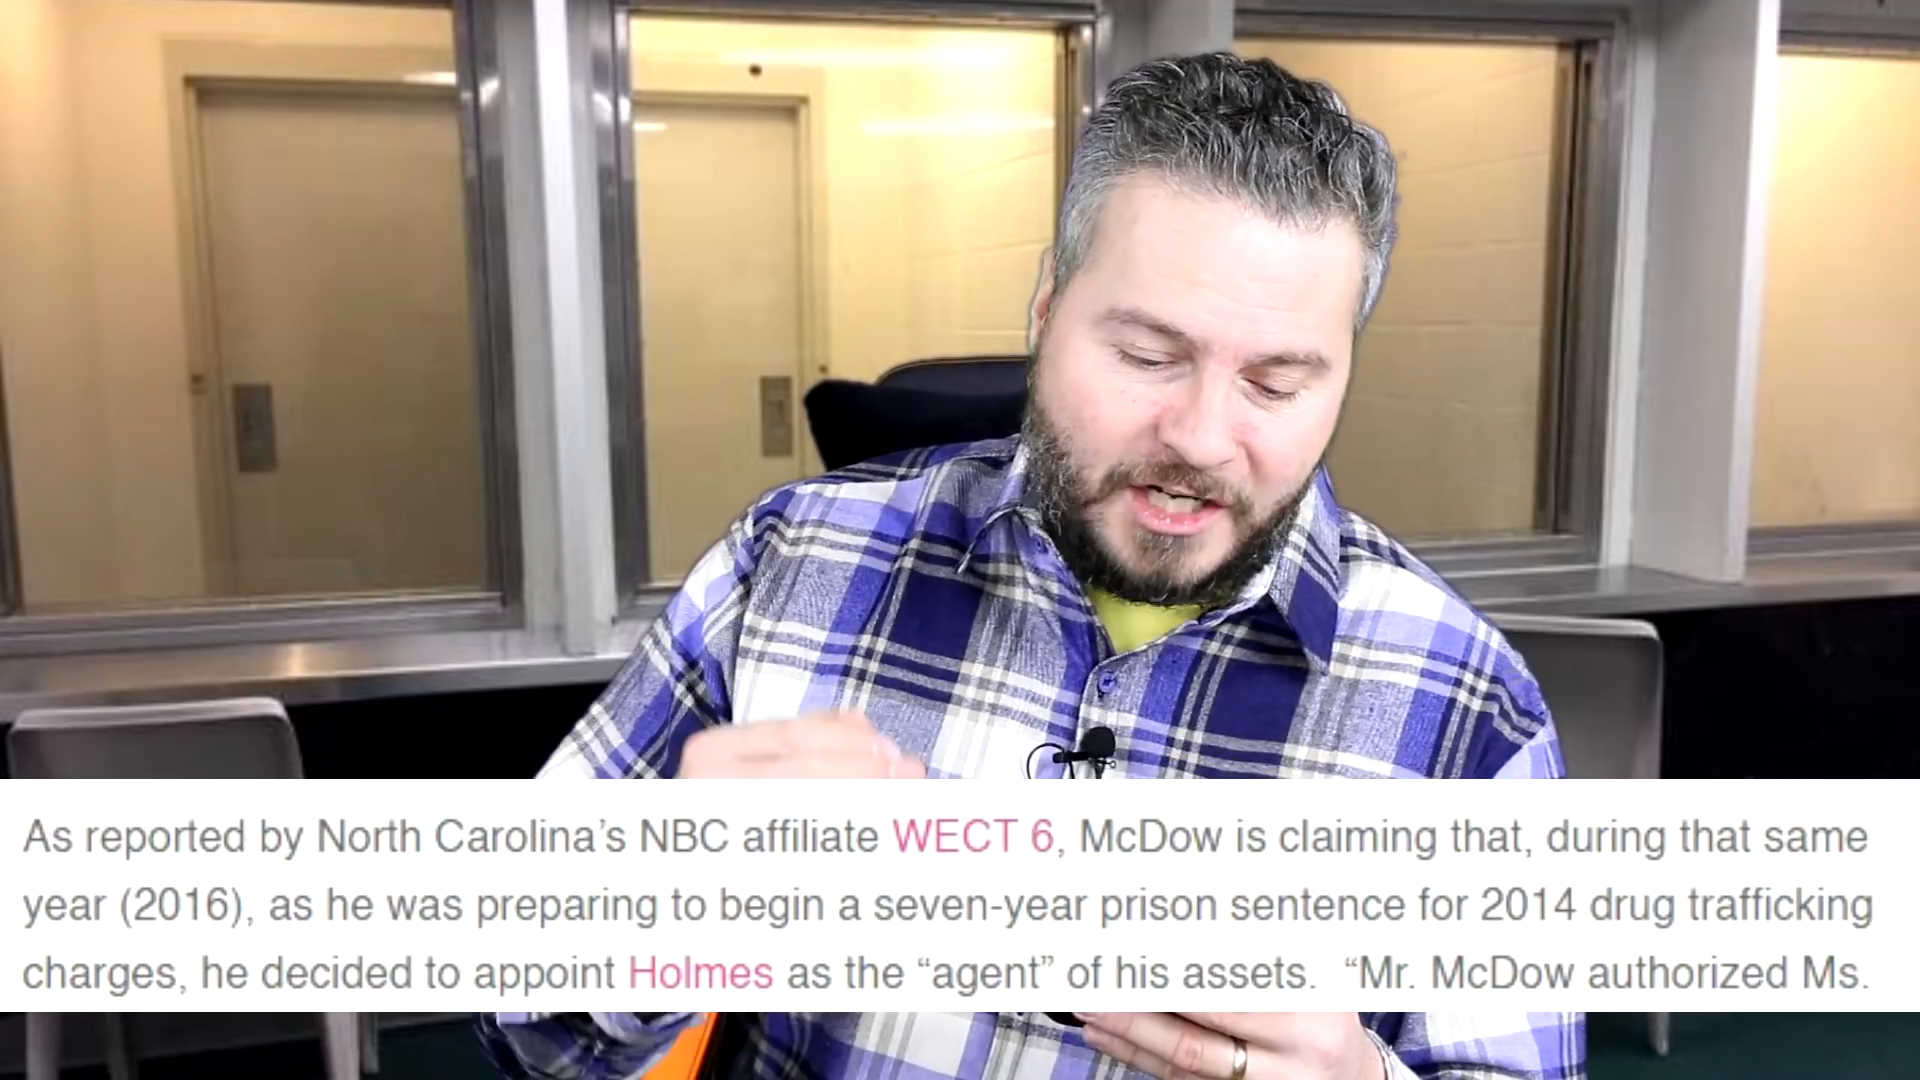 As reported by North Carolina’s NBC affiliate WECT 6, McDow is claiming that, during that same
year (2016), as he was preparing to begin a seven-year prison sentence for 2014 drug trafficking
charges, he decided to appoint Holmes as the “agent” of his assets.  “Mr. McDow authorized Ms.